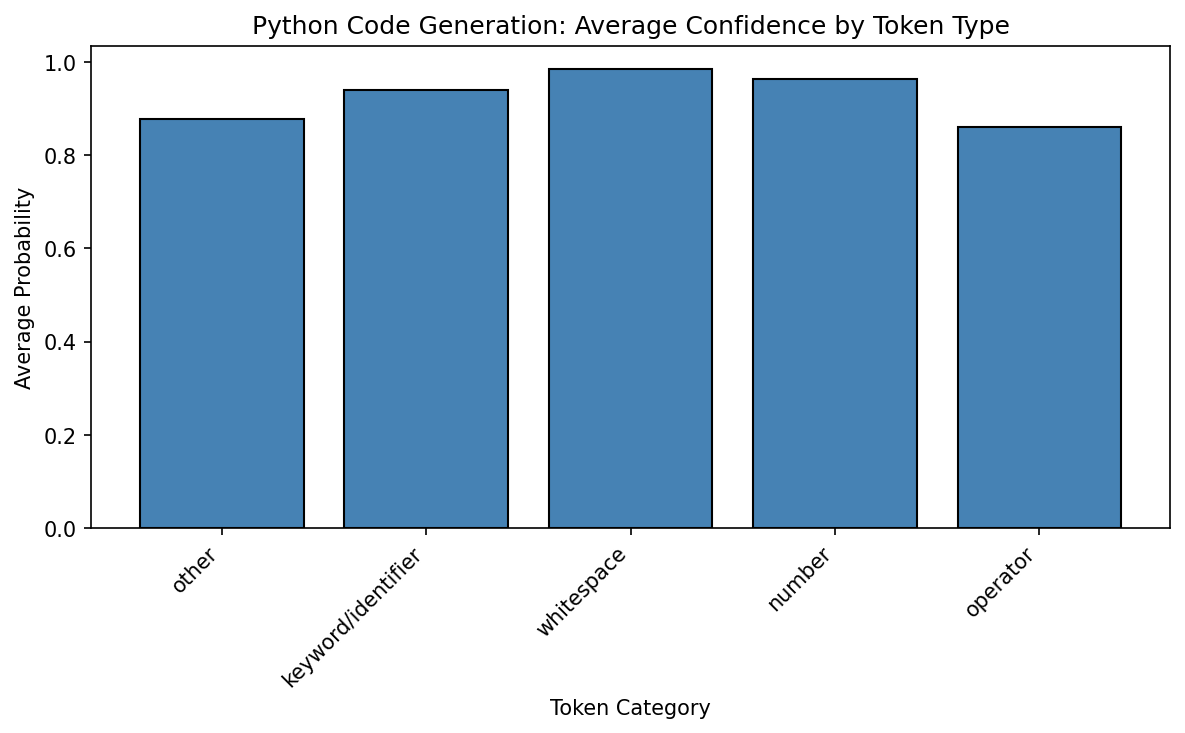 Python Code Generation: Average Confidence by Token Type
1.0
0.8
0.6
0.4
0.2
0.0
Average Probability
other
keyword/identifier
whitespace
number
operator
Token Category